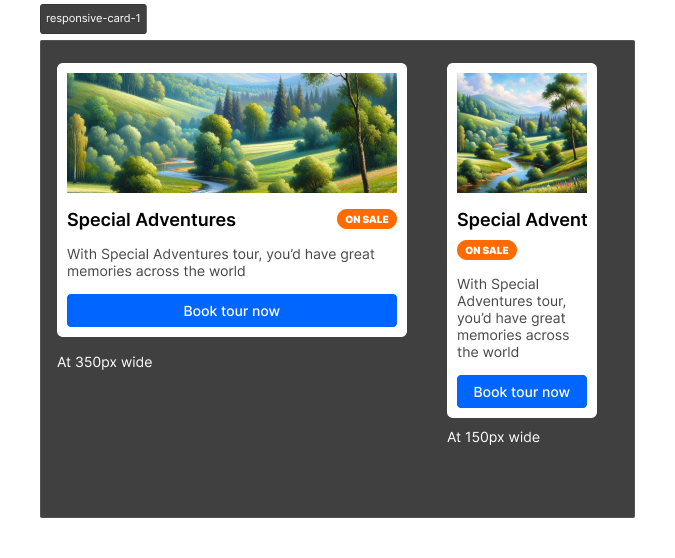 responsive-card-1
Special Adventures
ON SALE
With Special Adventures tour, you’d have great
memories across the world
Book tour now
At 350px wide
Special Advent
ON SALE
With Special
Adventures tour,
you’d have great
memories across
the world
Book tour now
At 150px wide